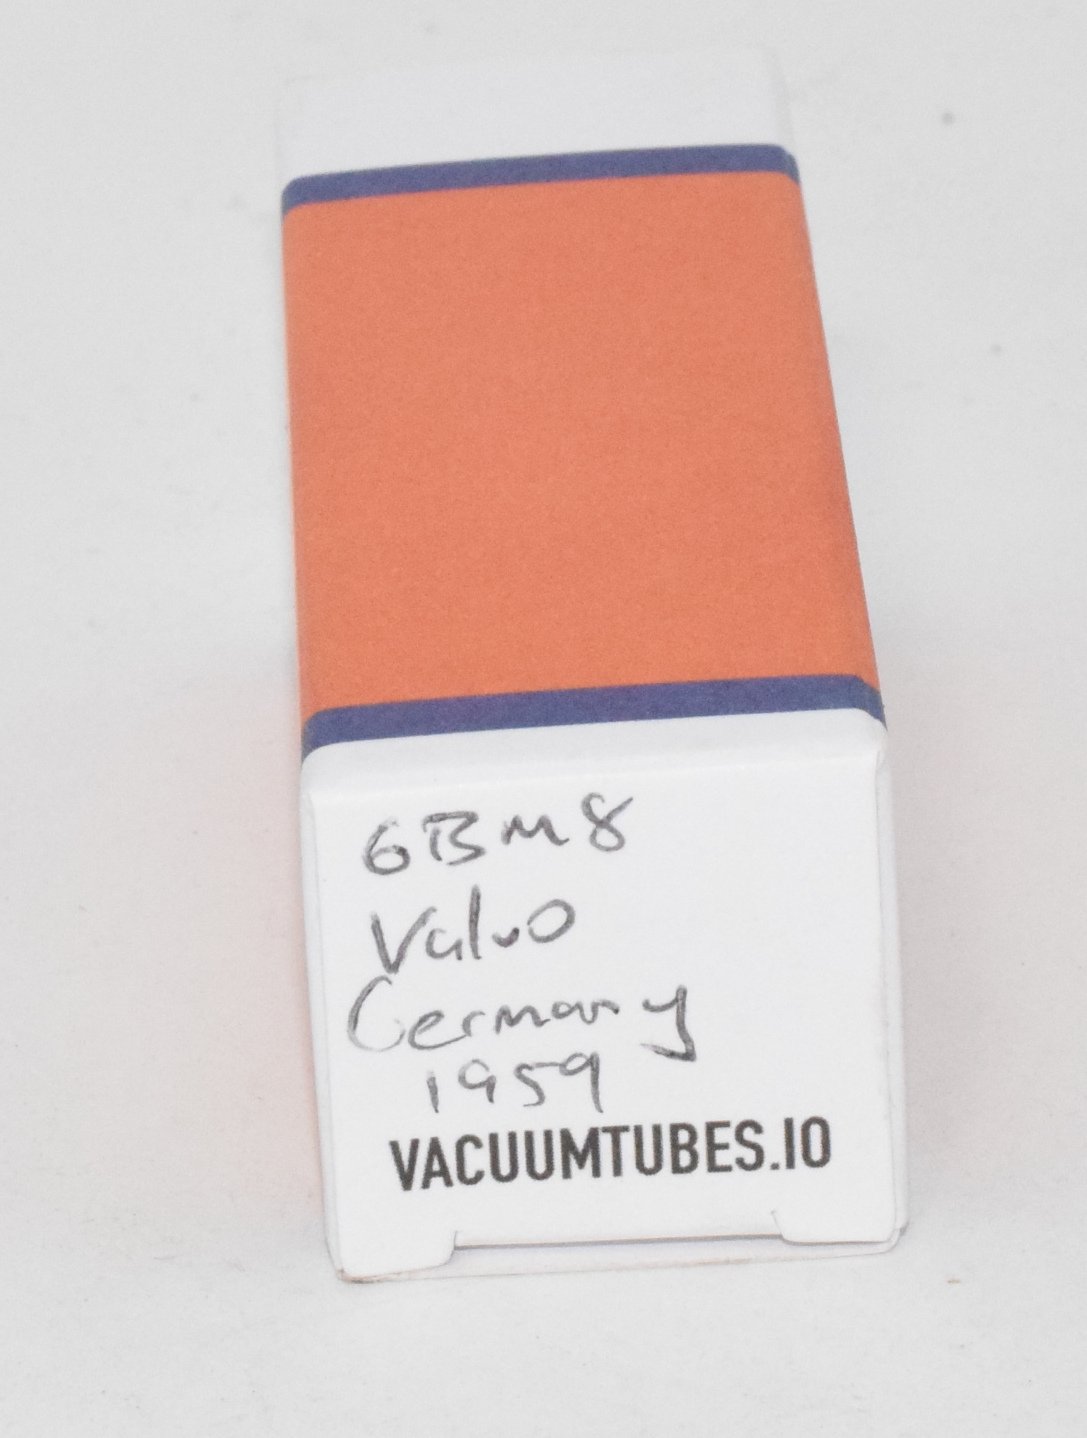 6BM8
Valvo
Germany
1959
VACUUMTUBES.IO